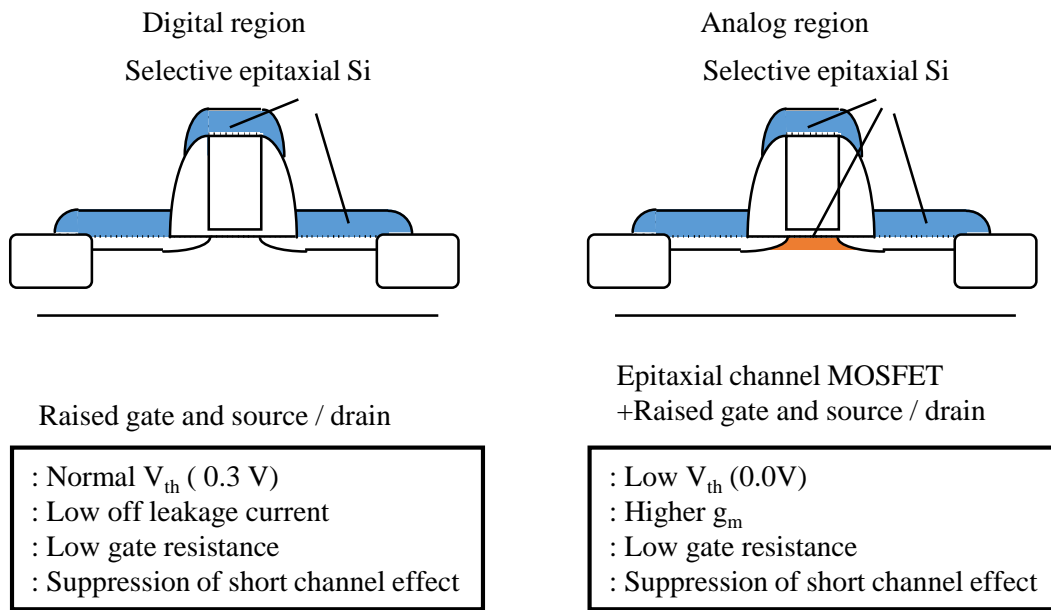 Digital region
Selective epitaxial Si
Raised gate and source / drain
: Normal Vth ( 0.3 V)
: Low off leakage current
: Low gate resistance
: Suppression of short channel effect
Analog region
Selective epitaxial Si
Epitaxial channel MOSFET
+Raised gate and source / drain
: Low Vth (0.0V)
: Higher gm
: Low gate resistance
: Suppression of short channel effect